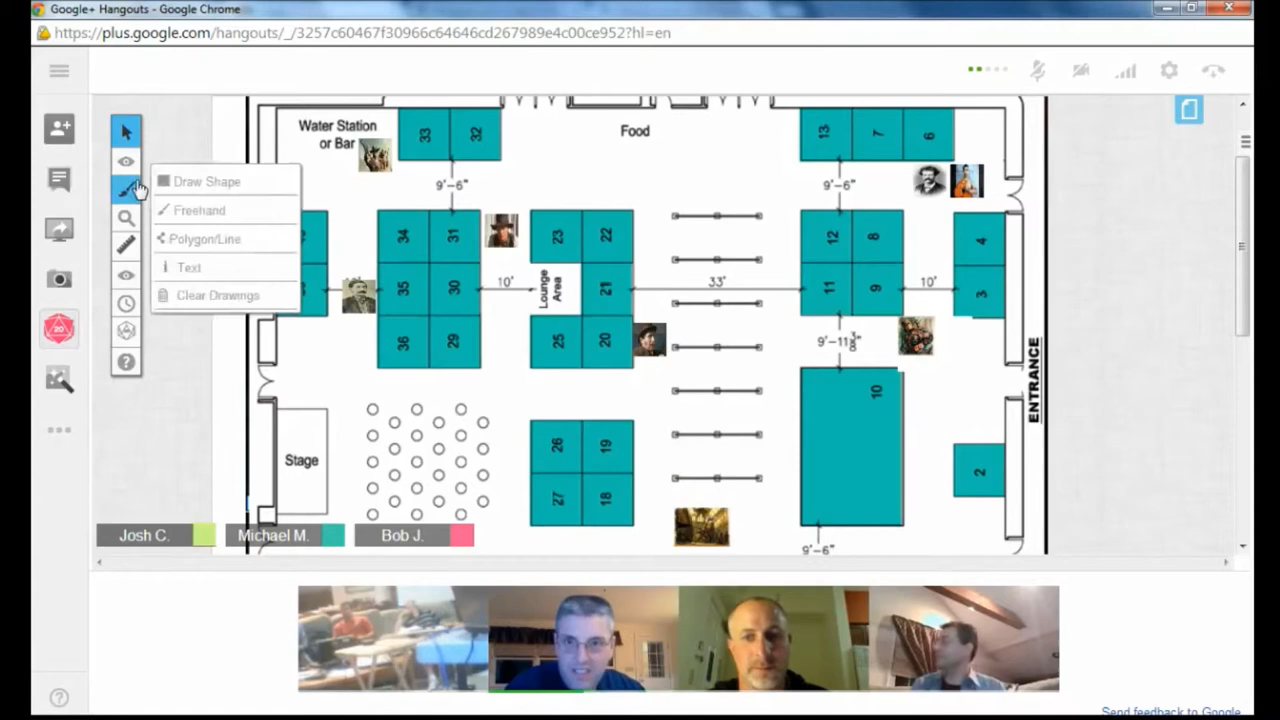 Google+ Hangouts - Google Chrome
https://plus.google.com/hangouts/_/3257c60467f30966c64646cd267989e4c00ce952?hl=en
Water Station
or Bar
33
32
Food
13
7
6
9'-6"
9'-6"
Draw Shape
Freehand
Polygon/Line
Text
Clear Drawings
34
31
23
22
12
8
4
35
30
10'
Lounge
Area
21
33'
11
9
10'
3
36
29
25
20
9'-11
10
ENTRANCE
Stage
26
19
27
18
2
9'-6"
20
?
Josh C.
Michael M.
Bob J.
?
Send feedback to Google